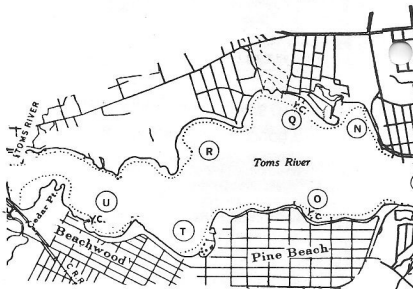 TOMS RIVER
Y.C.
Q
N
R
Toms River
Cedar Pt.
U
O
Y.C.
Y.C.
T
Beachwood
Pine Beach
C.R.R.